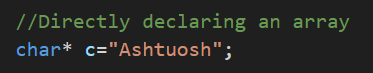 //Directly declaring an array
char* c="Ashtuosh";